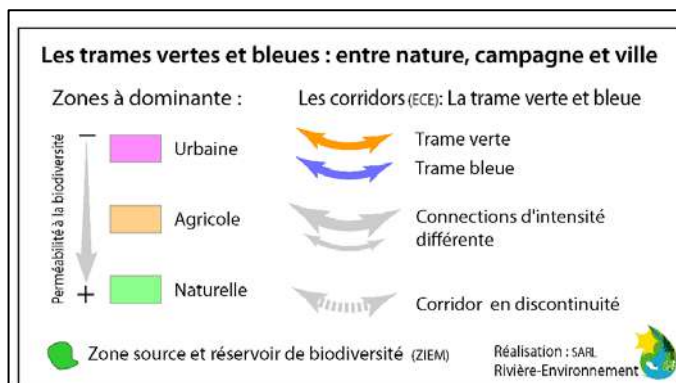 Les trames vertes et bleues : entre nature, campagne et ville
Zones à dominante :
Perméabilité à la biodiversité
−
+
Urbaine
Agricole
Naturelle
Les corridors (ECE): La trame verte et bleue
Trame verte
Trame bleue
Connections d'intensité
différente
Corridor en discontinuité
Zone source et réservoir de biodiversité (ZIEM)
Réalisation : SARL
Rivière-Environnement